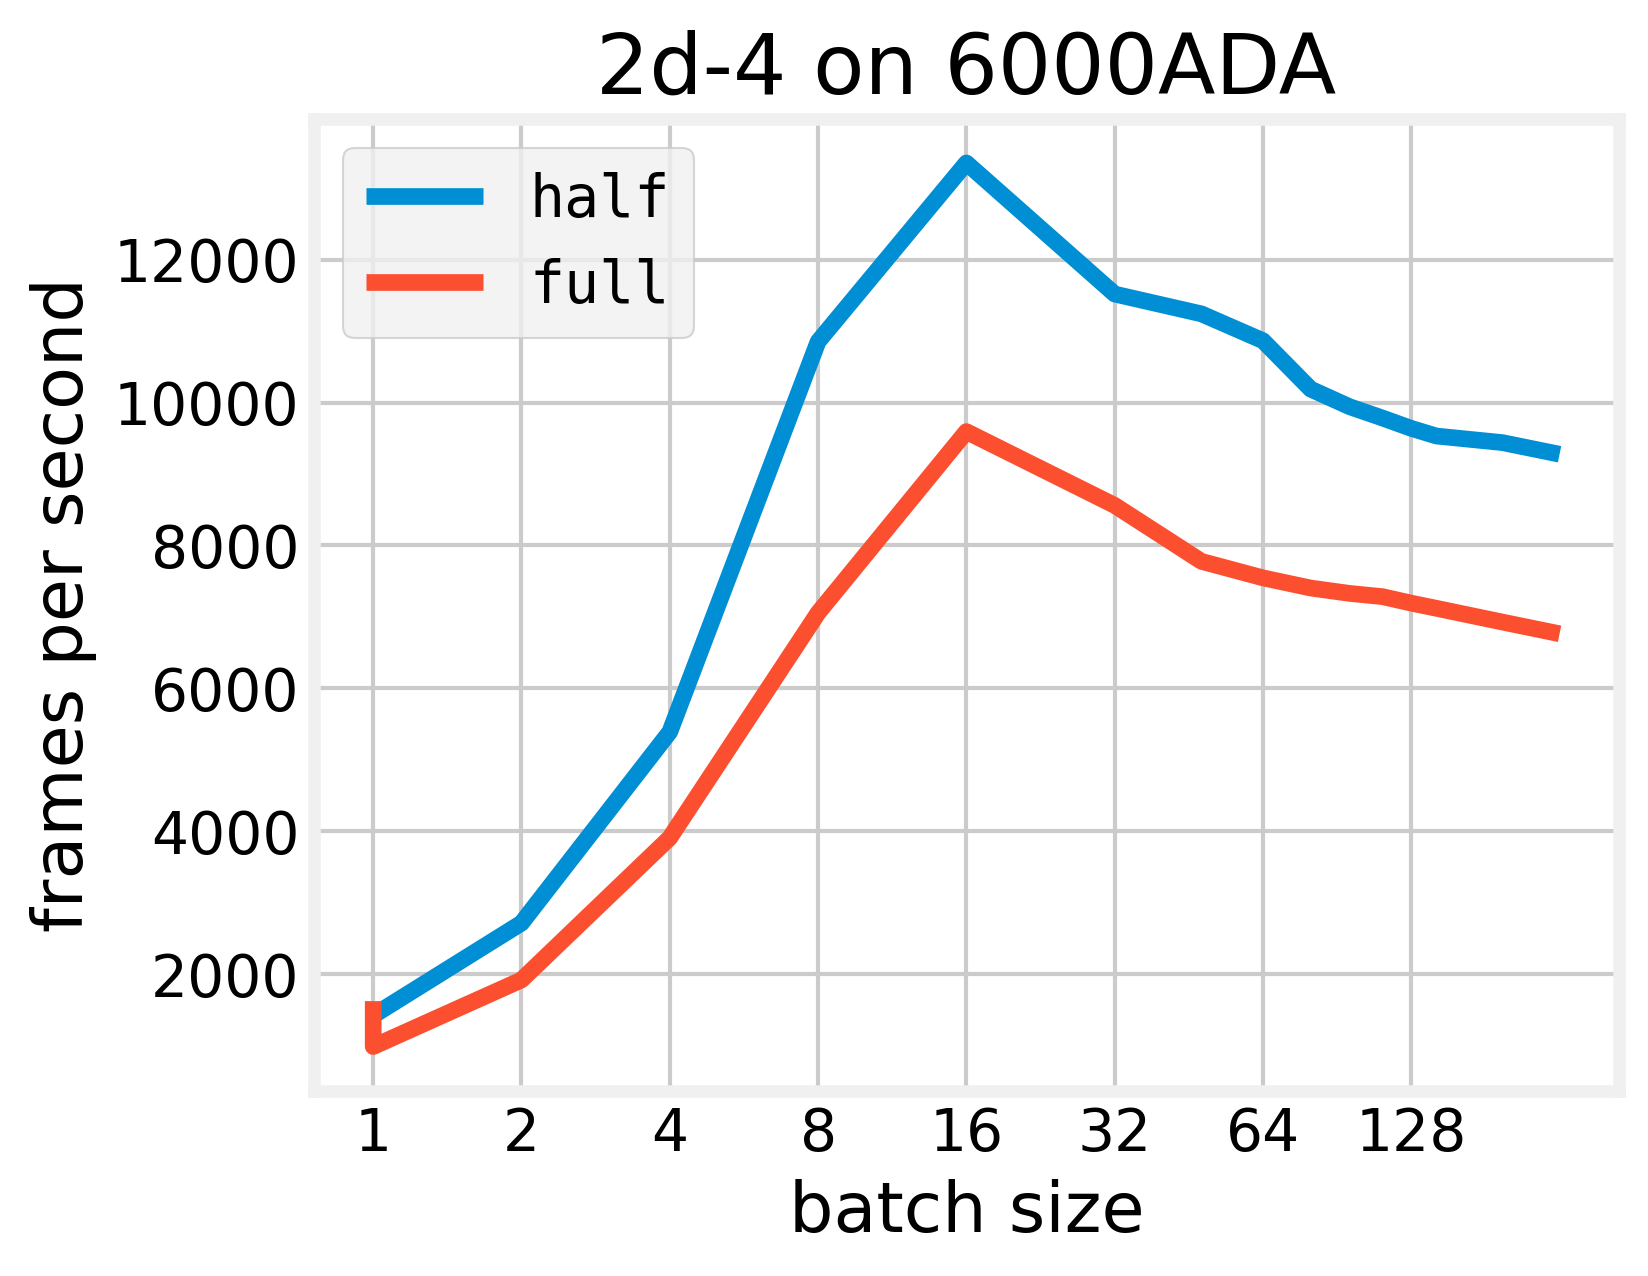 2d-4 on 6000ADA
half
full
frames per second
12000
10000
8000
6000
4000
2000
1 2 4 8 16 32 64 128
batch size